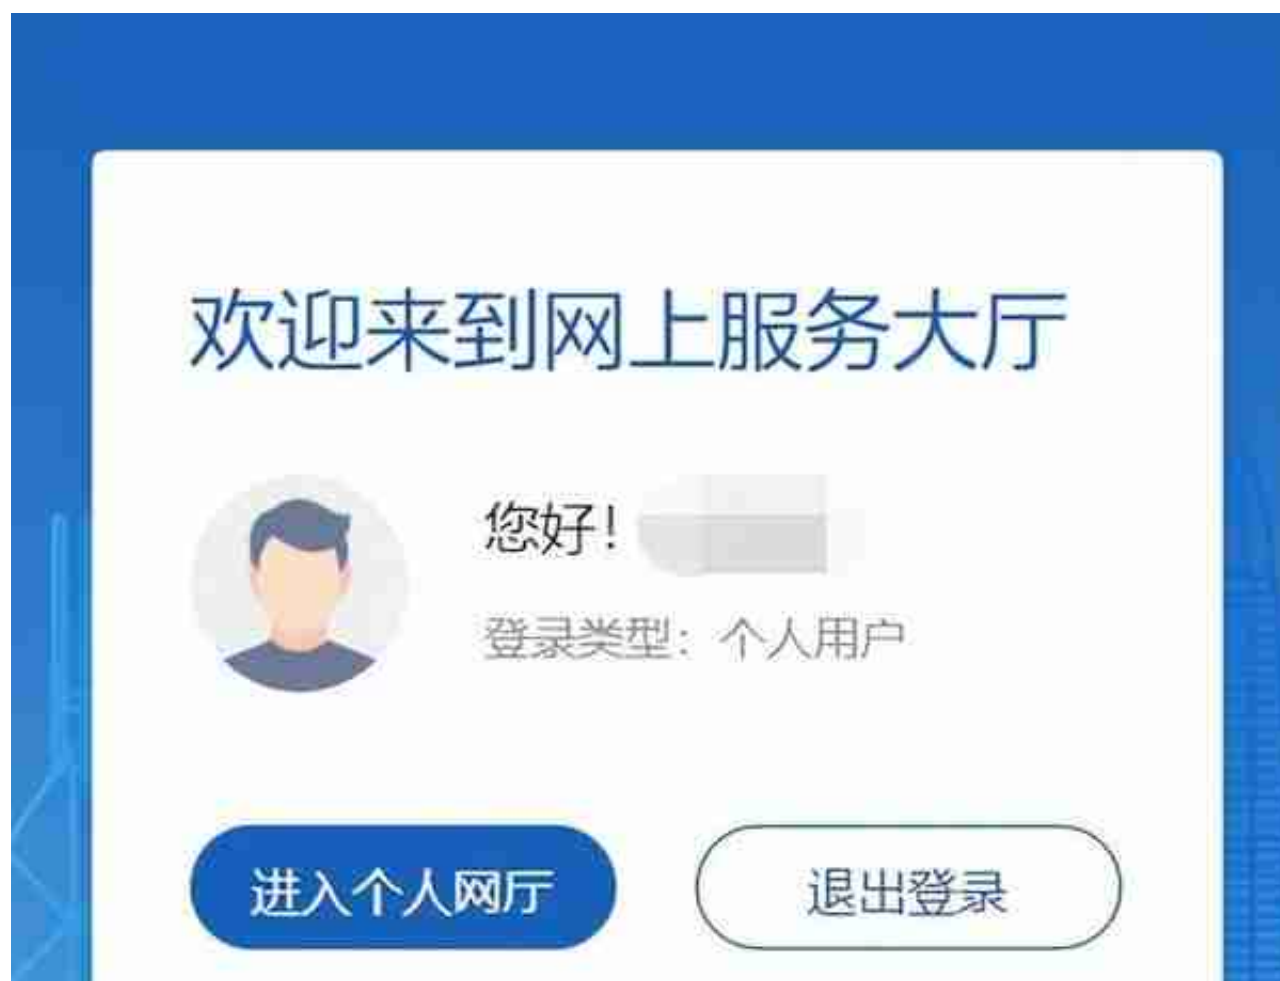 欢迎来到网上服务大厅
您好！
登录类型：个人用户
进入个人网厅
退出登录